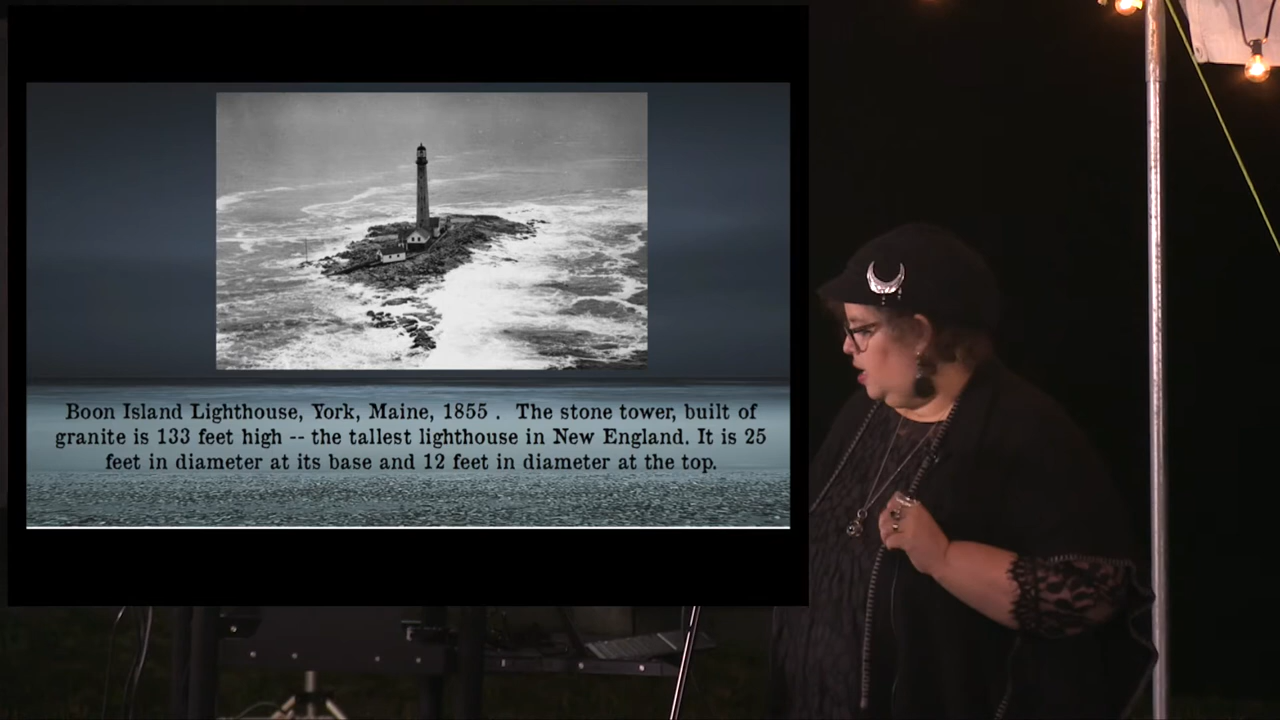 Boon Island Lighthouse, York, Maine, 1855 .  The stone tower, built of
granite is 133 feet high -- the tallest lighthouse in New England. It is 25
feet in diameter at its base and 12 feet in diameter at the top.